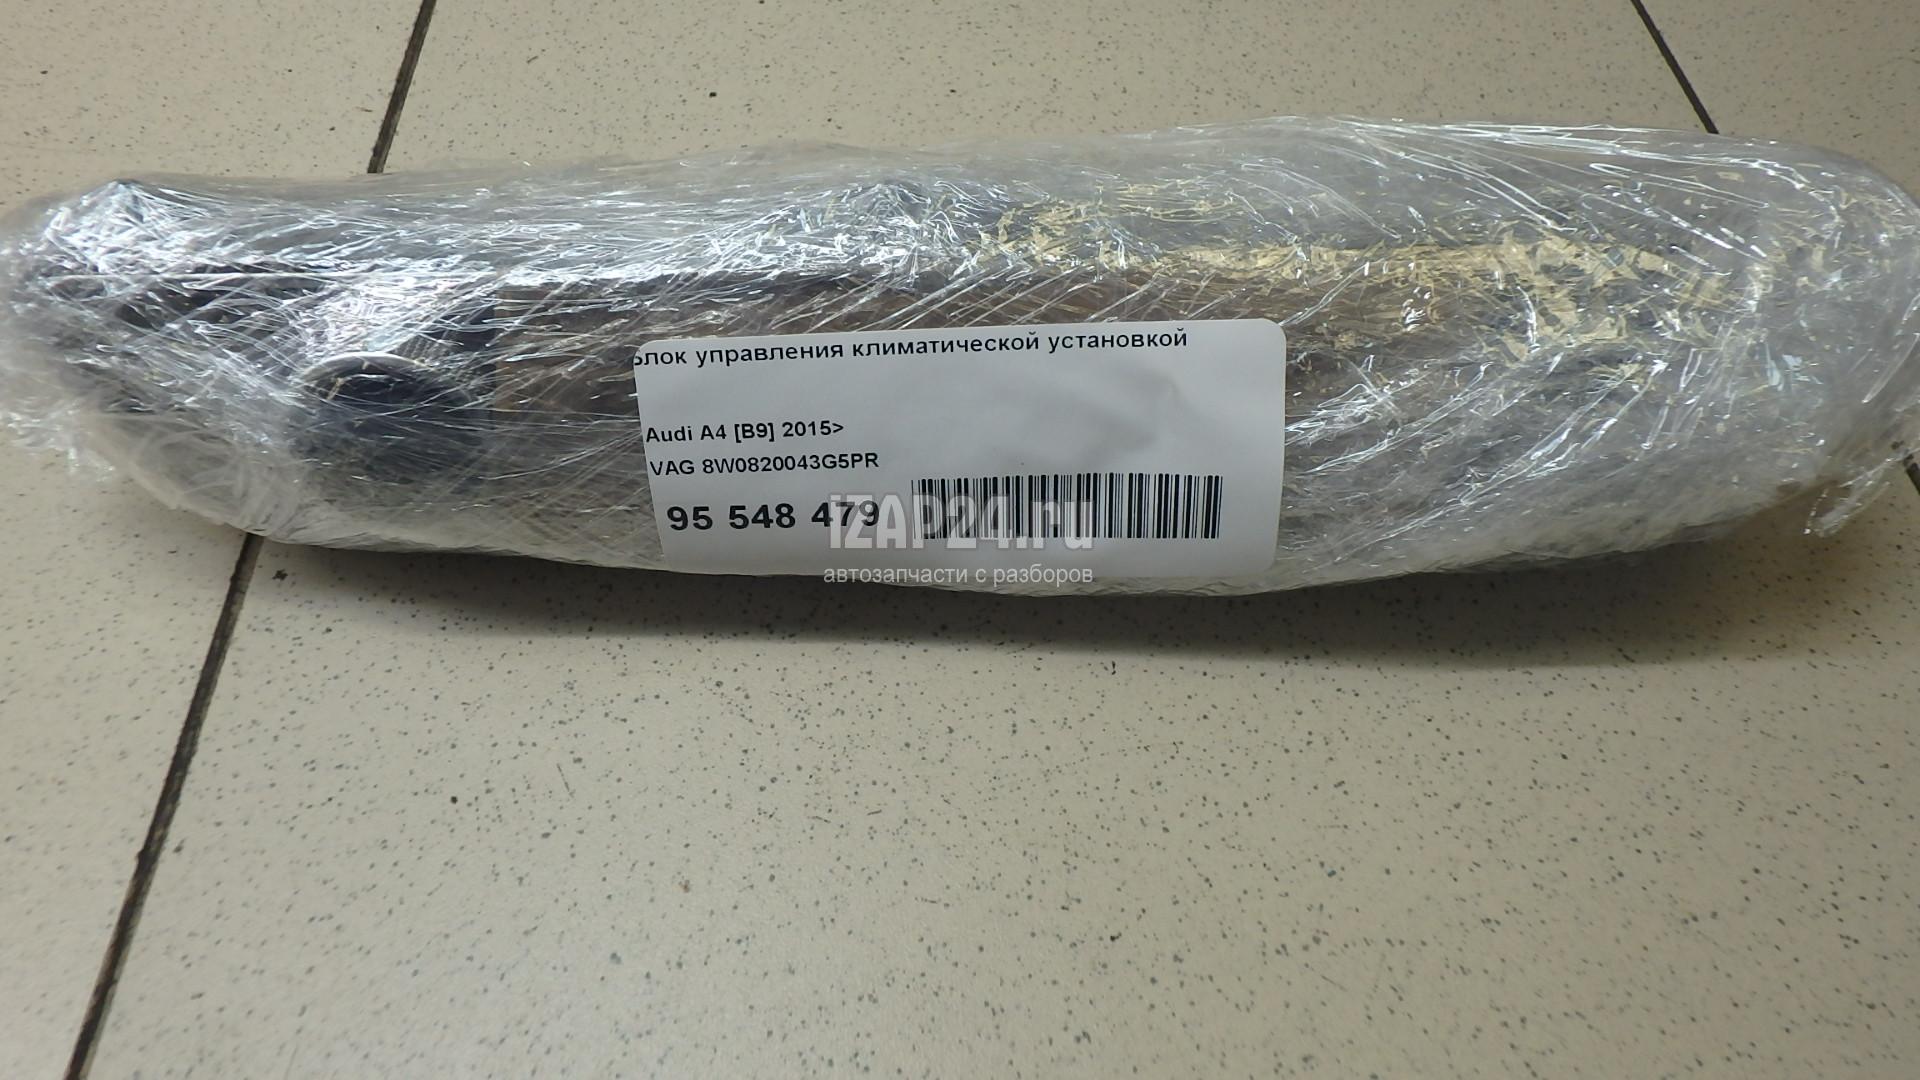 Блок управления климатической установкой
Audi A4 [B9] 2015>
VAG 8W0820043G5PR
95 548 479
iZAP24.ru
автозапчасти с разборов